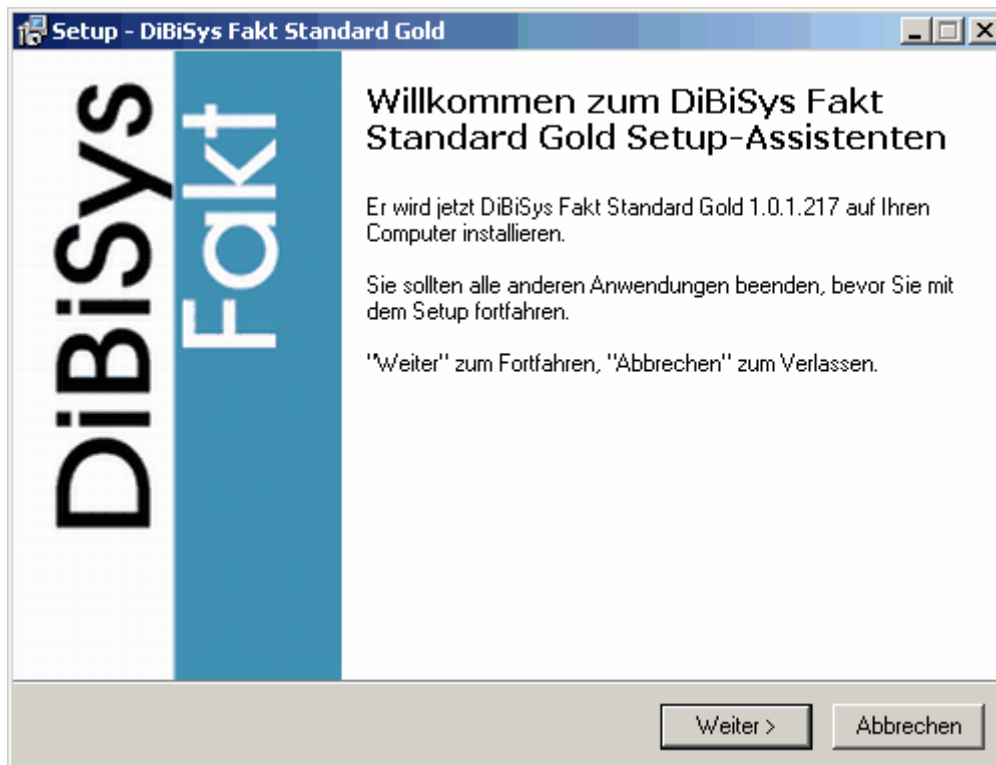 Setup - DiBiSys Fakt Standard Gold
DiBiSys
Fakt
Willkommen zum DiBiSys Fakt
Standard Gold Setup-Assistenten
Er wird jetzt DiBiSys Fakt Standard Gold 1.0.1.217 auf Ihren
Computer installieren.
Sie sollten alle anderen Anwendungen beenden, bevor Sie mit
dem Setup fortfahren.
"Weiter" zum Fortfahren, "Abbrechen" zum Verlassen.
Weiter >
Abbrechen